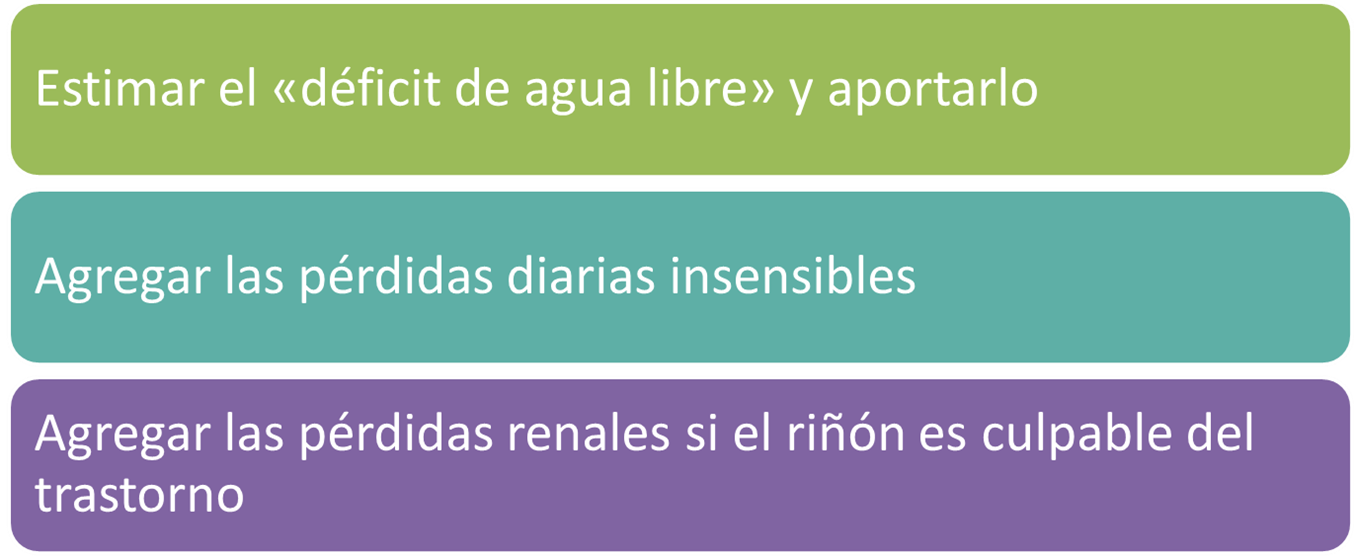 Estimar el «déficit de agua libre» y aportarlo
Agregar las pérdidas diarias insensibles
Agregar las pérdidas renales si el riñón es culpable del
trastorno